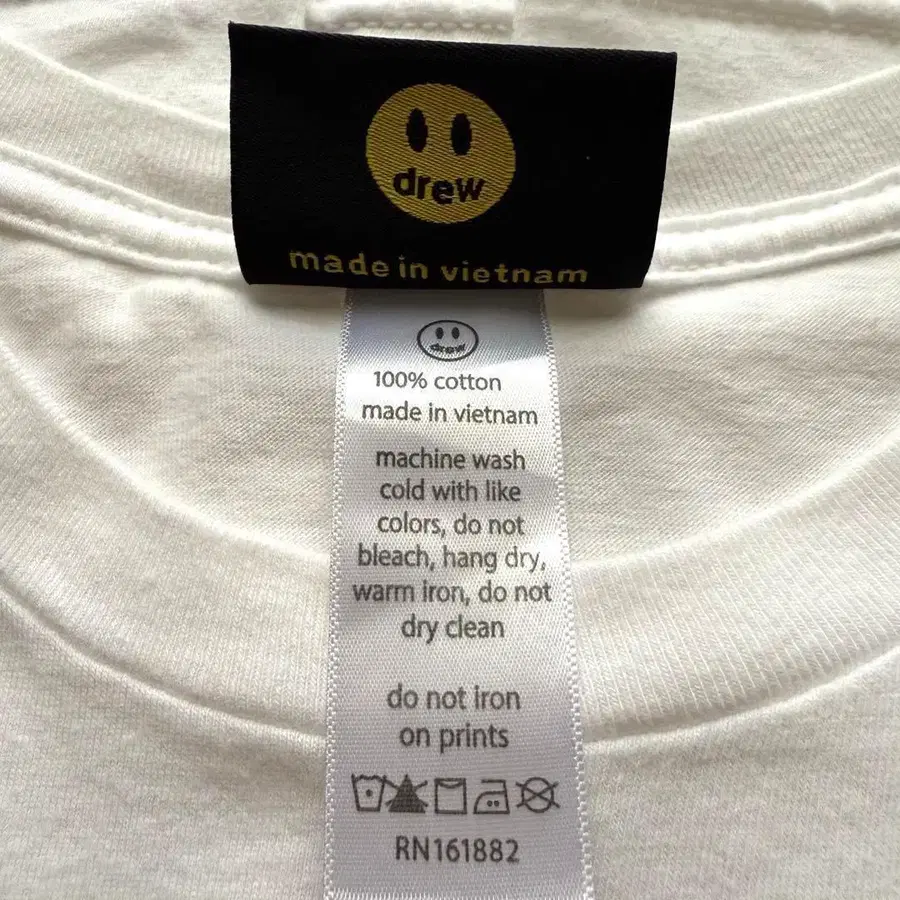 drew
made in vietnam
drew
100% cotton
made in vietnam
machine wash
cold with like
colors, do not
bleach, hang dry,
warm iron, do not
dry clean
do not iron
on prints
RN161882